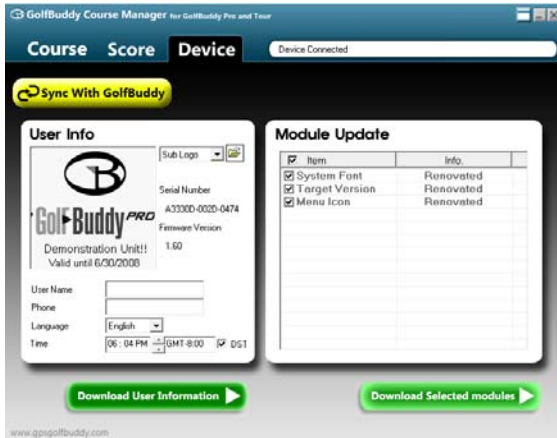 GolfBuddy Course Manager for GolfBuddy Pro and Tour
Course Score Device
Device Connected
Sync With GolfBuddy
User Info
Sub Logo
GolfBuddy PRO
Demonstration Unit!!
Valid until 6/30/2008
Serial Number
A3330D-002D-0474
Firmware Version
1.60
User Name
Phone
Language English
Time 06 : 04 PM GMT-8:00 DST
Download User Information
Module Update
Item Info.
System Font Renovated
Target Version Renovated
Menu Icon Renovated
Download Selected modules
www.gpsgolfbuddy.com